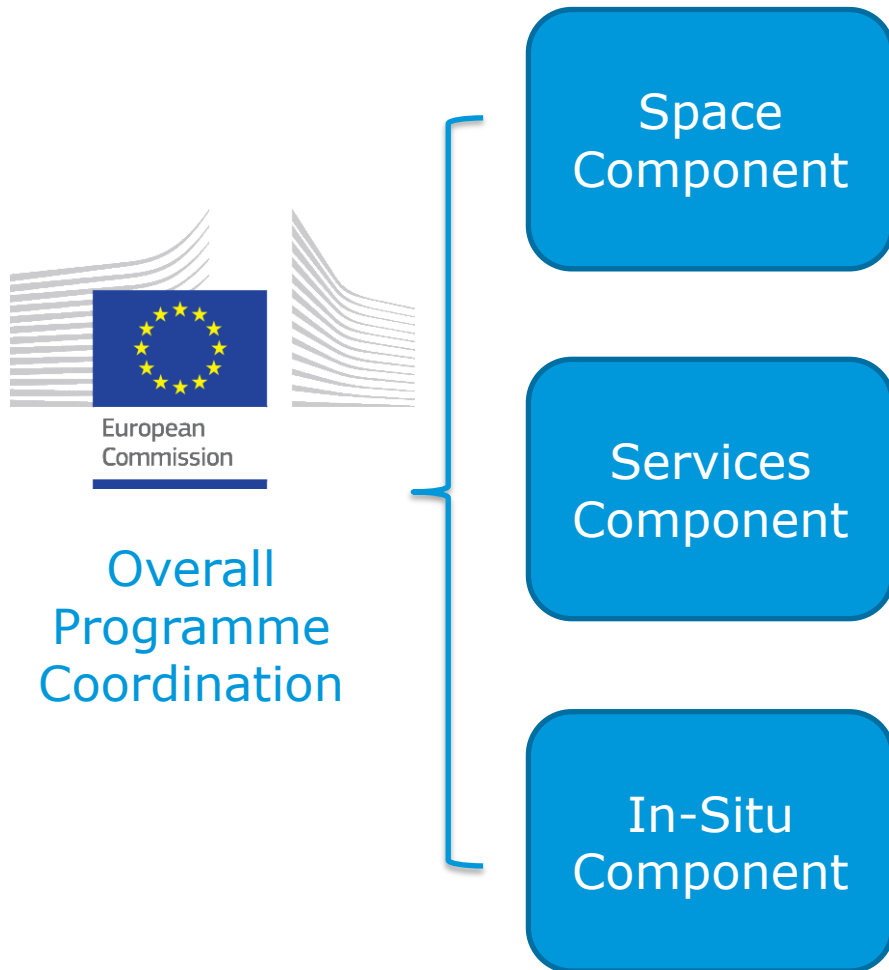 European
Commission
Overall
Programme
Coordination
Space
Component
Services
Component
In-Situ
Component